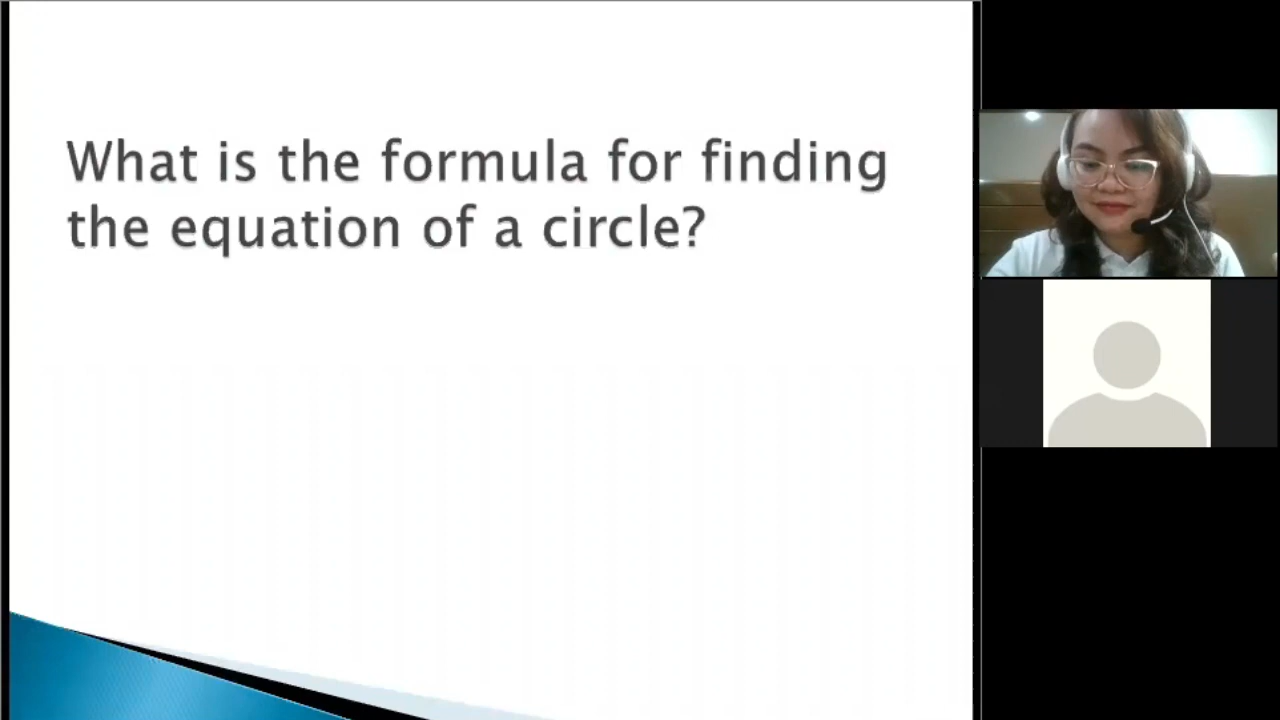 What is the formula for finding
the equation of a circle?